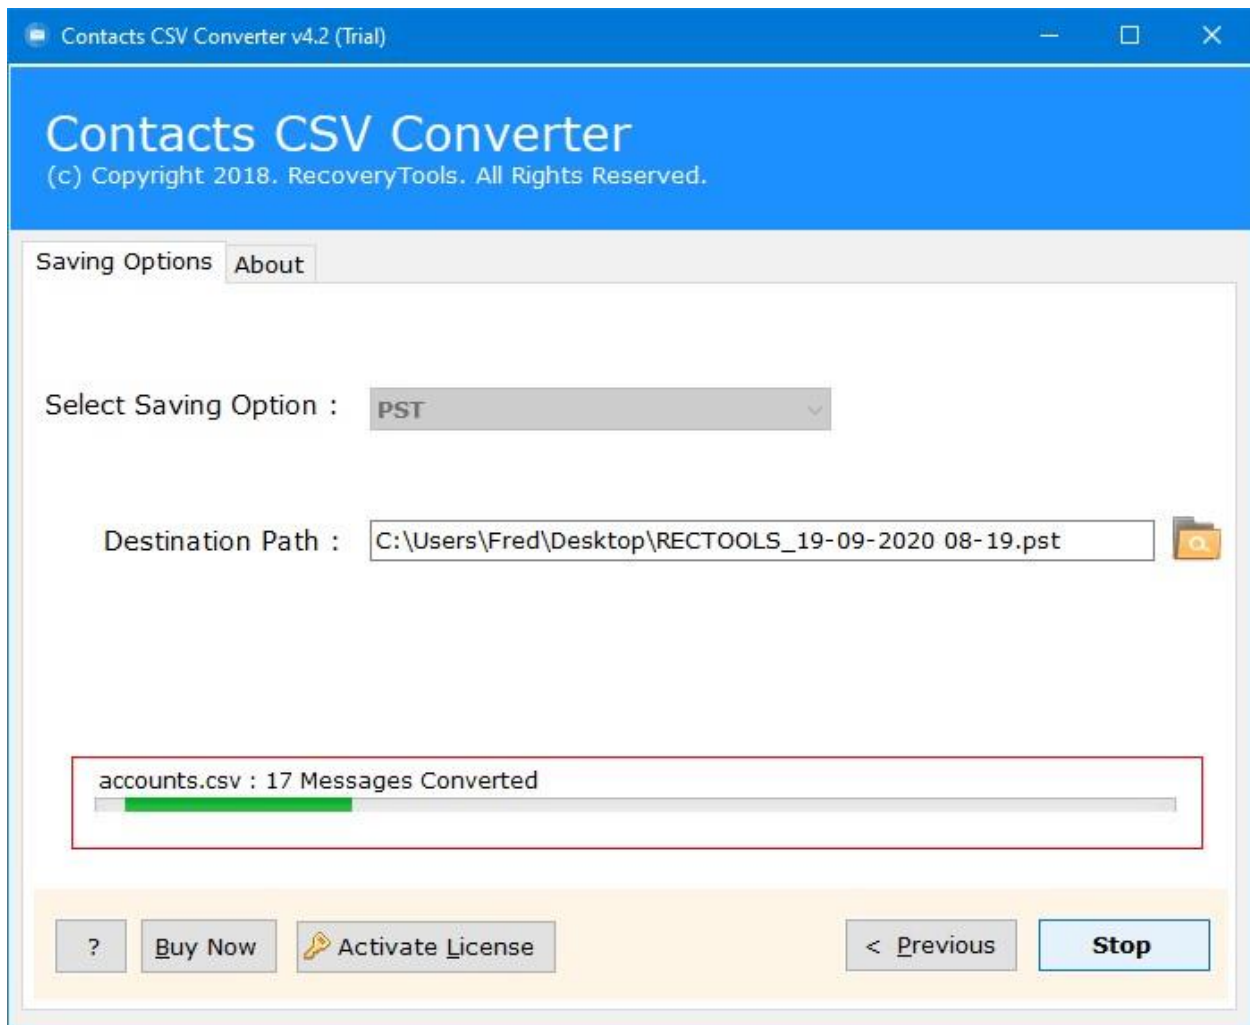 Contacts CSV Converter v4.2 (Trial)
Contacts CSV Converter
(c) Copyright 2018. RecoveryTools. All Rights Reserved.
Saving Options About
Select Saving Option : PST
Destination Path : C:\Users\Fred\Desktop\RECTOOLS_19-09-2020 08-19.pst
accounts.csv : 17 Messages Converted
? Buy Now Activate License < Previous Stop